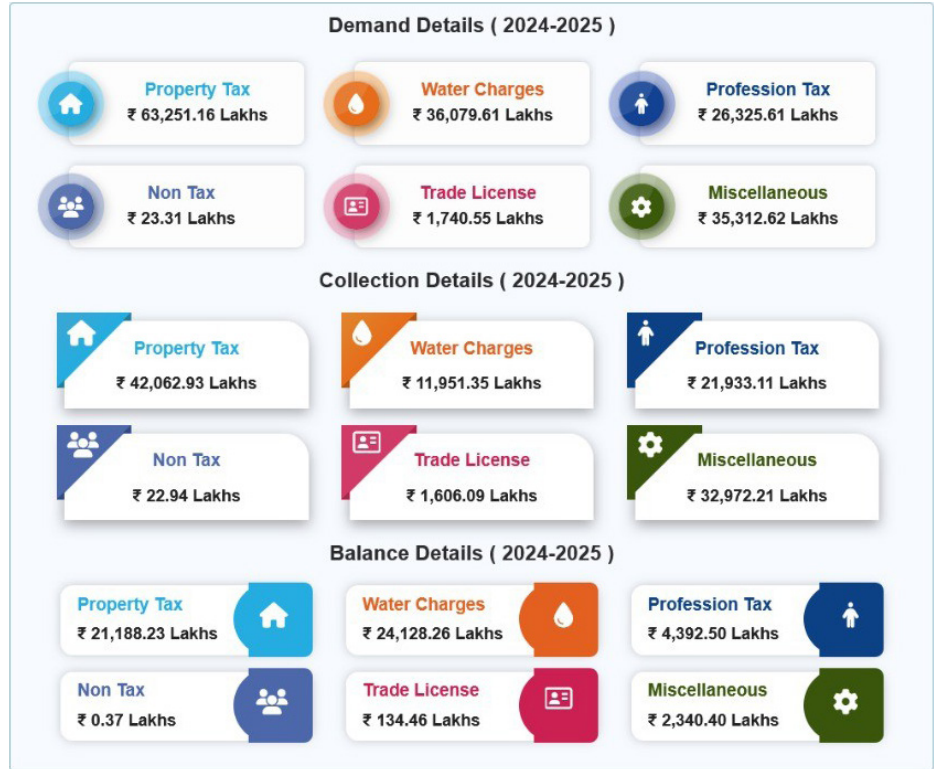 Demand Details ( 2024-2025 )
Property Tax
₹ 63,251.16 Lakhs
Water Charges
₹ 36,079.61 Lakhs
Profession Tax
₹ 26,325.61 Lakhs
Non Tax
₹ 23.31 Lakhs
Trade License
₹ 1,740.55 Lakhs
Miscellaneous
₹ 35,312.62 Lakhs
Collection Details ( 2024-2025 )
Property Tax
₹ 42,062.93 Lakhs
Water Charges
₹ 11,951.35 Lakhs
Profession Tax
₹ 21,933.11 Lakhs
Non Tax
₹ 22.94 Lakhs
Trade License
₹ 1,606.09 Lakhs
Miscellaneous
₹ 32,972.21 Lakhs
Balance Details ( 2024-2025 )
Property Tax
₹ 21,188.23 Lakhs
Water Charges
₹ 24,128.26 Lakhs
Profession Tax
₹ 4,392.50 Lakhs
Non Tax
₹ 0.37 Lakhs
Trade License
₹ 134.46 Lakhs
Miscellaneous
₹ 2,340.40 Lakhs